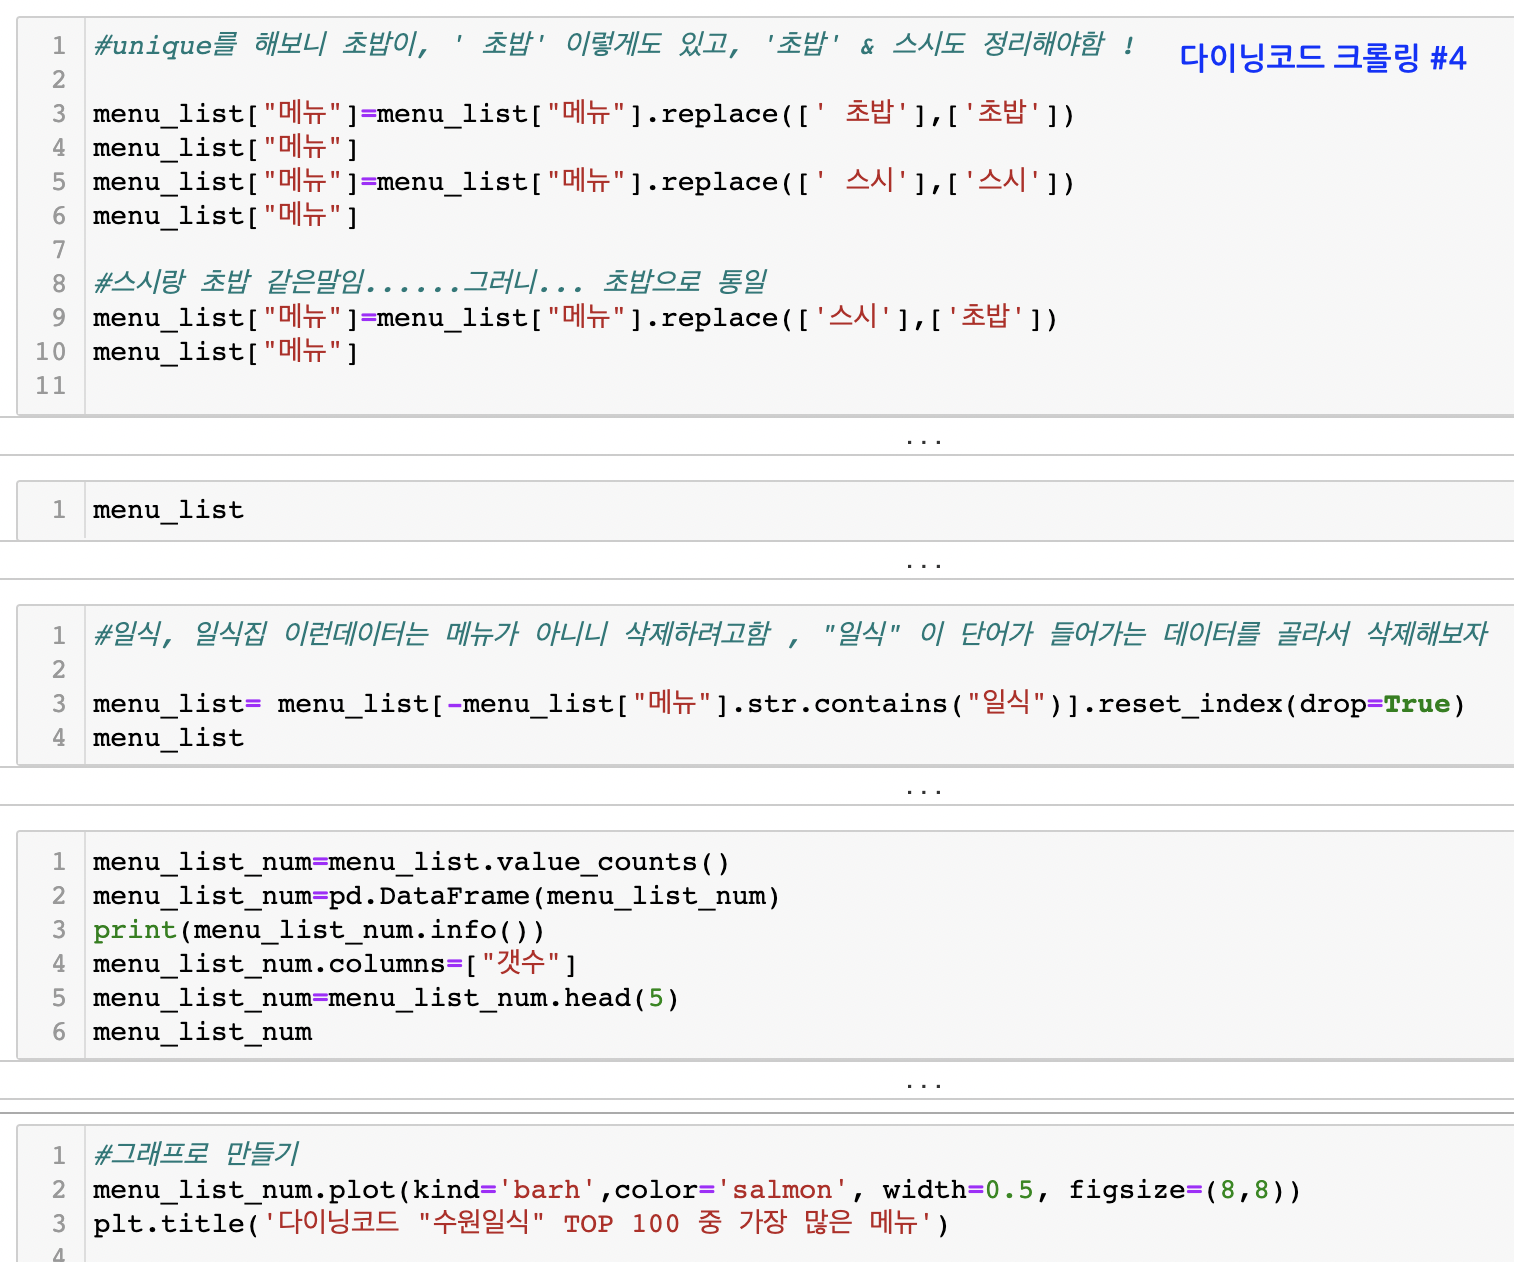 1 #unique를 해보니 초밥이, ' 초밥' 이렇게도 있고, '초밥' & 스시도 정리해야함 !
다이닝코드 크롤링 #4
2
3 menu_list["메뉴"]=menu_list["메뉴"].replace([' 초밥'],['초밥'])
4 menu_list["메뉴"]
5 menu_list["메뉴"]=menu_list["메뉴"].replace([' 스시'],['스시'])
6 menu_list["메뉴"]
7
8 #스시랑 초밥 같은말임......그러니... 초밥으로 통일
9 menu_list["메뉴"]=menu_list["메뉴"].replace(['스시'],['초밥'])
10 menu_list["메뉴"]
11
...
1 menu_list
...
1 #일식, 일식집 이런데이터는 메뉴가 아니니 삭제하려고함 , "일식" 이 단어가 들어가는 데이터를 골라서 삭제해보자
2
3 menu_list= menu_list[-menu_list["메뉴"].str.contains("일식")].reset_index(drop=True)
4 menu_list
...
1 menu_list_num=menu_list.value_counts()
2 menu_list_num=pd.DataFrame(menu_list_num)
3 print(menu_list_num.info())
4 menu_list_num.columns=["갯수"]
5 menu_list_num=menu_list_num.head(5)
6 menu_list_num
...
1 #그래프로 만들기
2 menu_list_num.plot(kind='barh',color='salmon', width=0.5, figsize=(8,8))
3 plt.title('다이닝코드 "수원일식" TOP 100 중 가장 많은 메뉴')
4